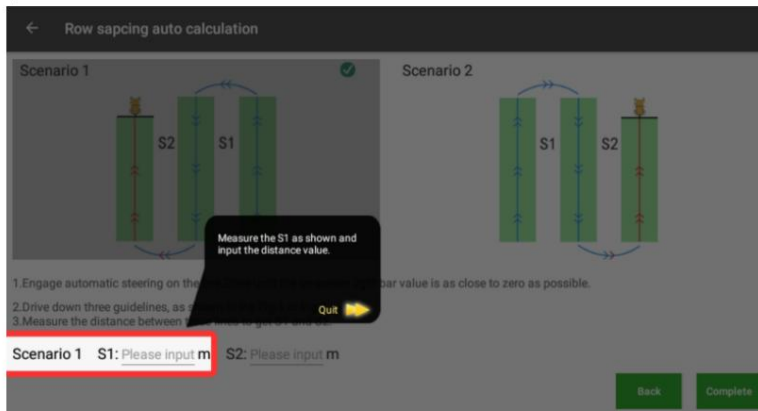 Row sapcing auto calculation
Scenario 1
Scenario 2
S2
S1
S1
S2
Measure the S1 as shown and
input the distance value.
Quit
1.Engage automatic steering on the
bar value is as close to zero as possible.
2.Drive down three guidelines, as
3.Measure the distance between
Scenario 1 S1: Please input m S2: Please input m
Back
Complete